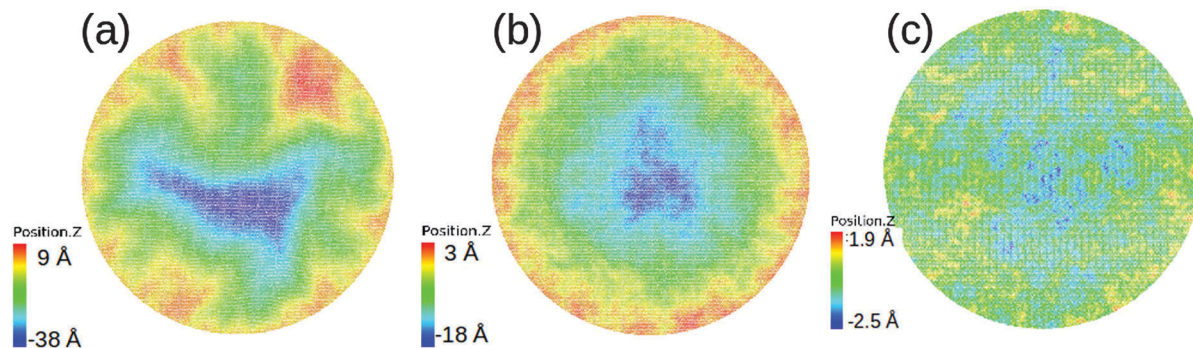 (a)
Position.Z
9 Å
-38 Å
(b)
Position.Z
3 Å
-18 Å
(c)
Position.Z
1.9 Å
-2.5 Å